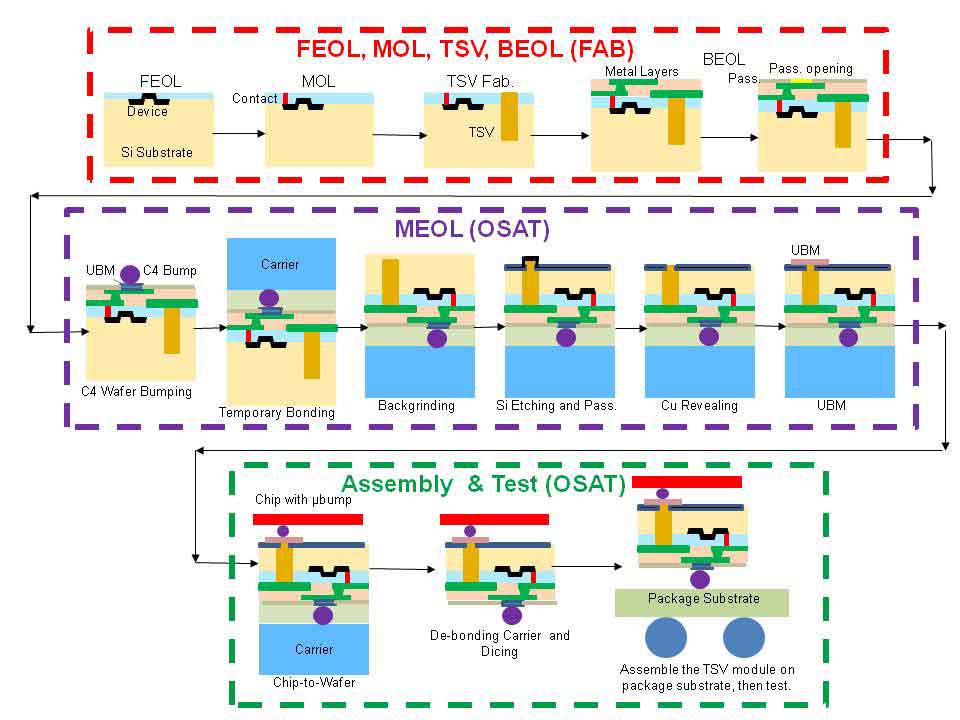 FEOL, MOL, TSV, BEOL (FAB)
FEOL
MOL
TSV Fab.
BEOL
Contact
Device
Si Substrate
TSV
Metal Layers
Pass.
Pass. opening
MEOL (OSAT)
UBM
C4 Bump
Carrier
UBM
C4 Wafer Bumping
Temporary Bonding
Backgrinding
Si Etching and Pass.
Cu Revealing
UBM
Assembly & Test (OSAT)
Chip with μbump
Carrier
Chip-to-Wafer
De-bonding Carrier and
Dicing
Package Substrate
Assemble the TSV module on
package substrate, then test.